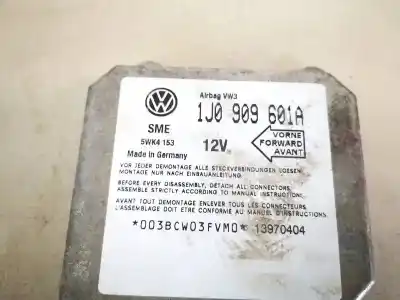 Airbag VW3
1J0 909 601A
SME
5WK4 153
12V
VORNE
FORWARD
AVANT
Made in Germany
VOR JEDER DEMONTAGE ALLE STECKVERBINDUNGEN LOESEN
MONTAGE NUR NACH EINBAUANLEITUNG.
BEFORE EVERY DISASSEMBLY, DETACH ALL CONNECTORS.
ASSEMBLE STRICTLY ACCORDING TO MANUAL INSTRUCTIONS.
AVANT TOUT DEMONTAGE ENLEVER TOUS LES CONNECTEURS.
L'ASSEMBLAGE DOIT ETRE CONFORME AU MANUEL D'INSTRUCTIONS.
*003BCW03FVM0* 13970404